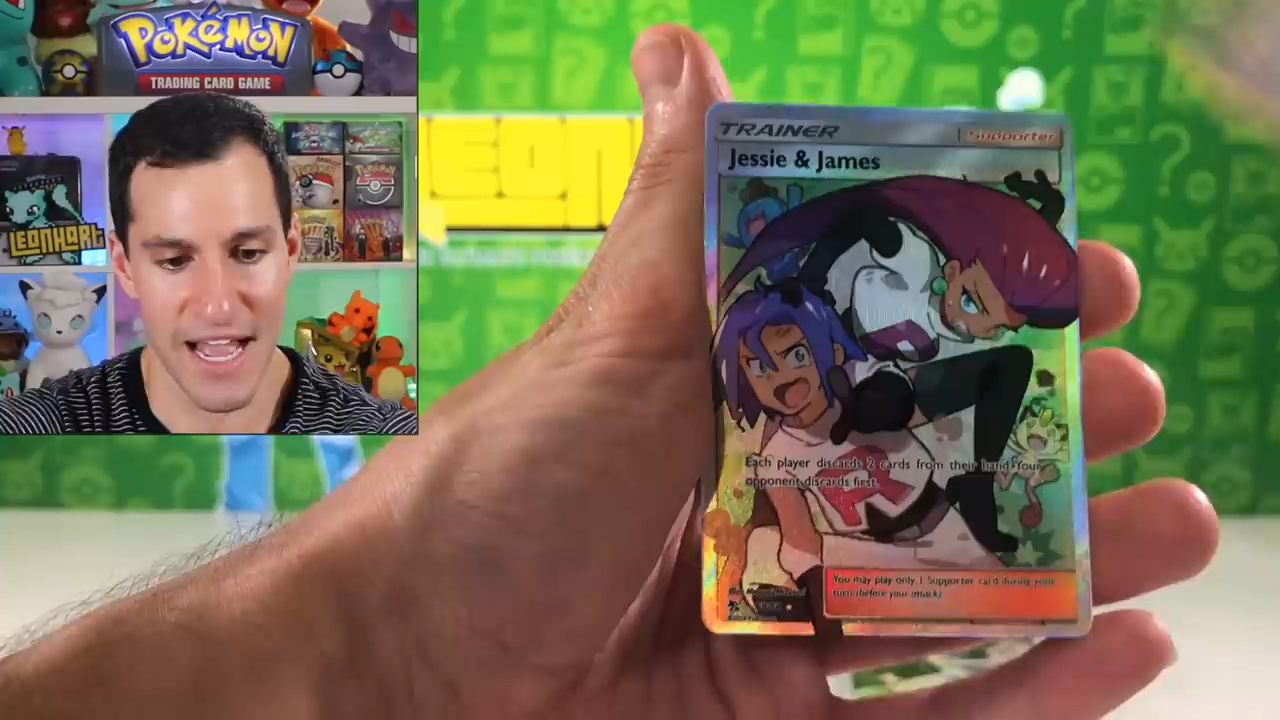 POKÉMON
TRADING CARD GAME
LEONHART
LEON
TRAINER
Supporter
Jessie & James
Each player discards 2 cards from their hand. Your
opponent discards first.
R
You may play only 1 Supporter card during your
turn (before your attack).